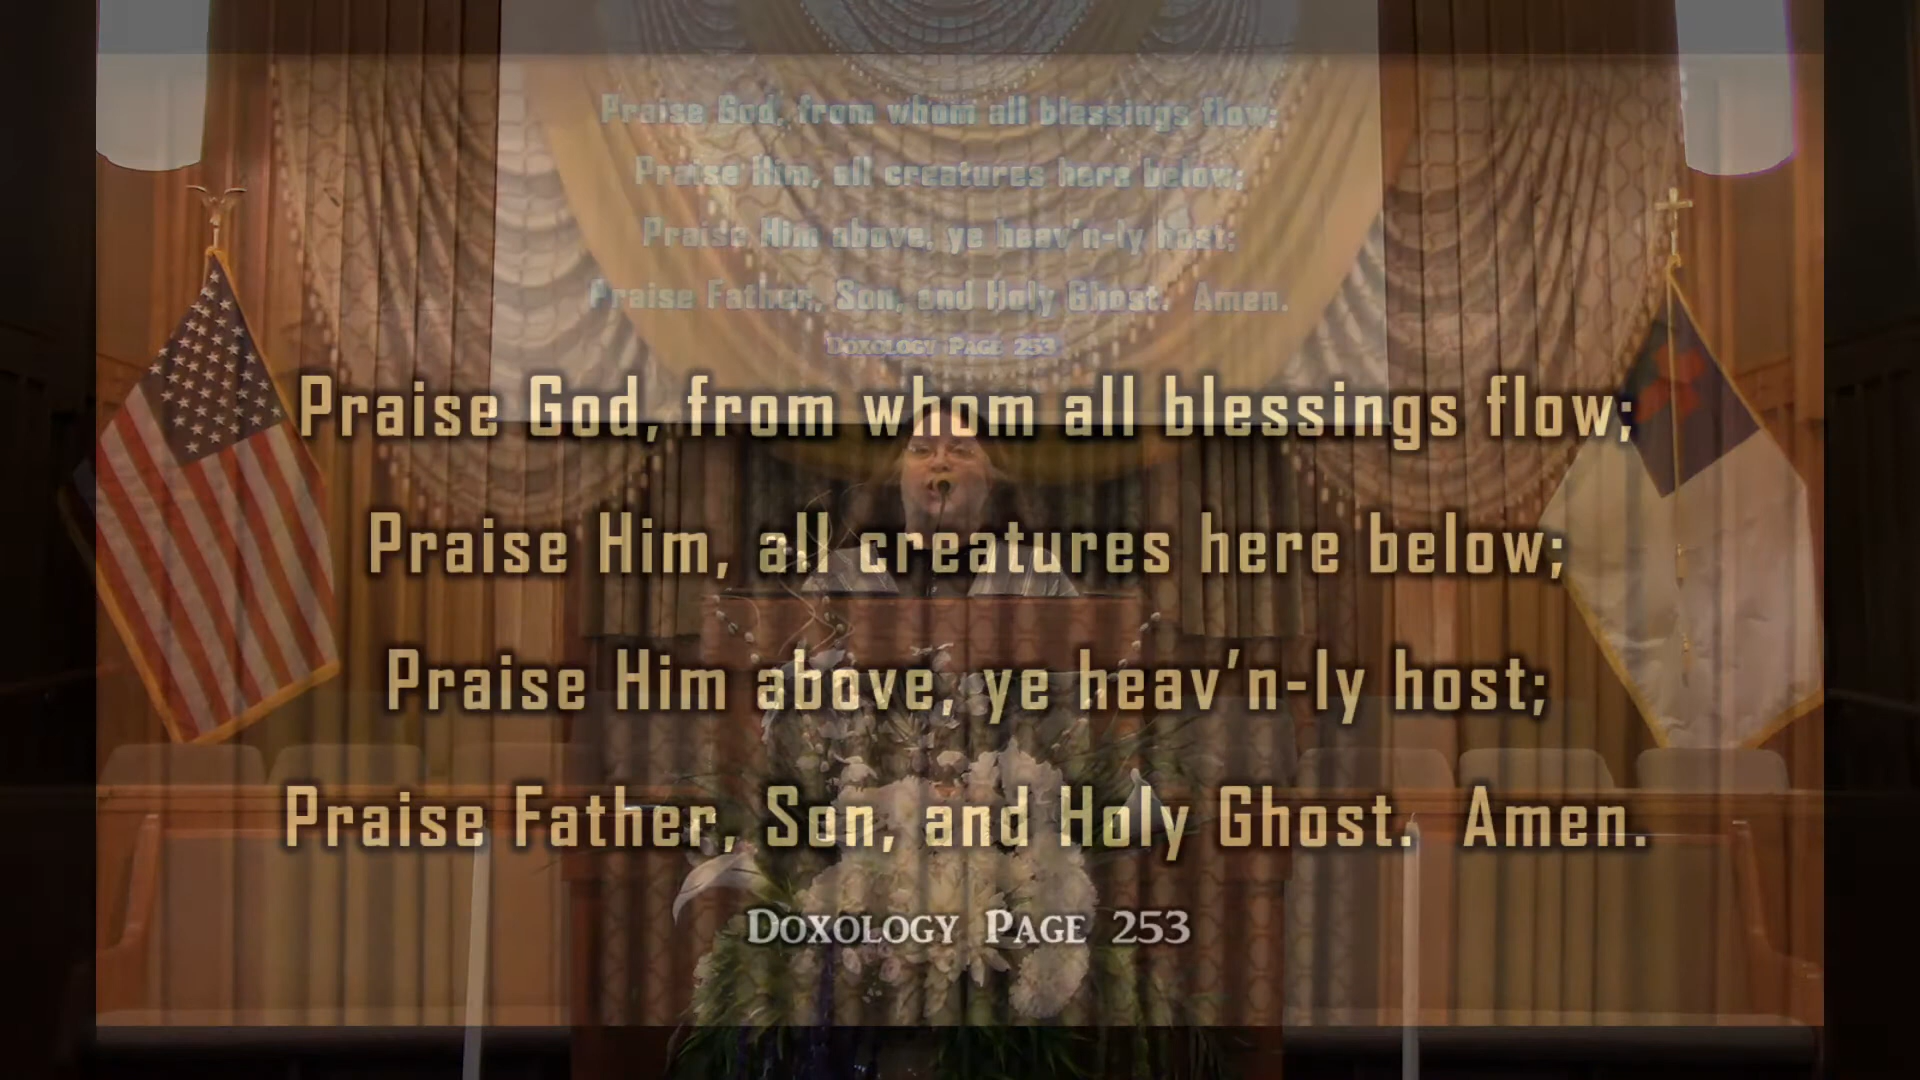 Praise God, from whom all blessings flow;
Praise Him, all creatures here below;
Praise Him above, ye heav'n-ly host;
Praise Father, Son, and Holy Ghost.  Amen.
Doxology Page 253
Praise God, from whom all blessings flow;
Praise Him, all creatures here below;
Praise Him above, ye heav'n-ly host;
Praise Father, Son, and Holy Ghost.  Amen.
Doxology Page 253